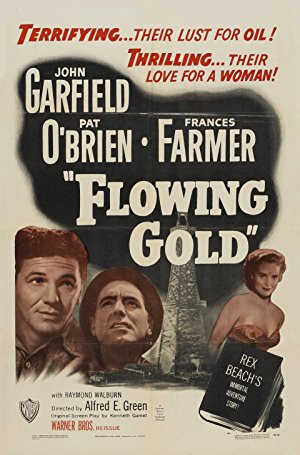 TERRIFYING...THEIR LUST FOR OIL!
THRILLING...THEIR
LOVE FOR A WOMAN!
JOHN
GARFIELD
PAT
O'BRIEN •
FRANCES
FARMER
"FLOWING
GOLD"
REX
BEACH'S
IMMORTAL
ADVENTURE
STORY!
with RAYMOND WALBURN
Directed by Alfred E. Green
Original Screen Play by Kenneth Gamet
WARNER BROS. REISSUE